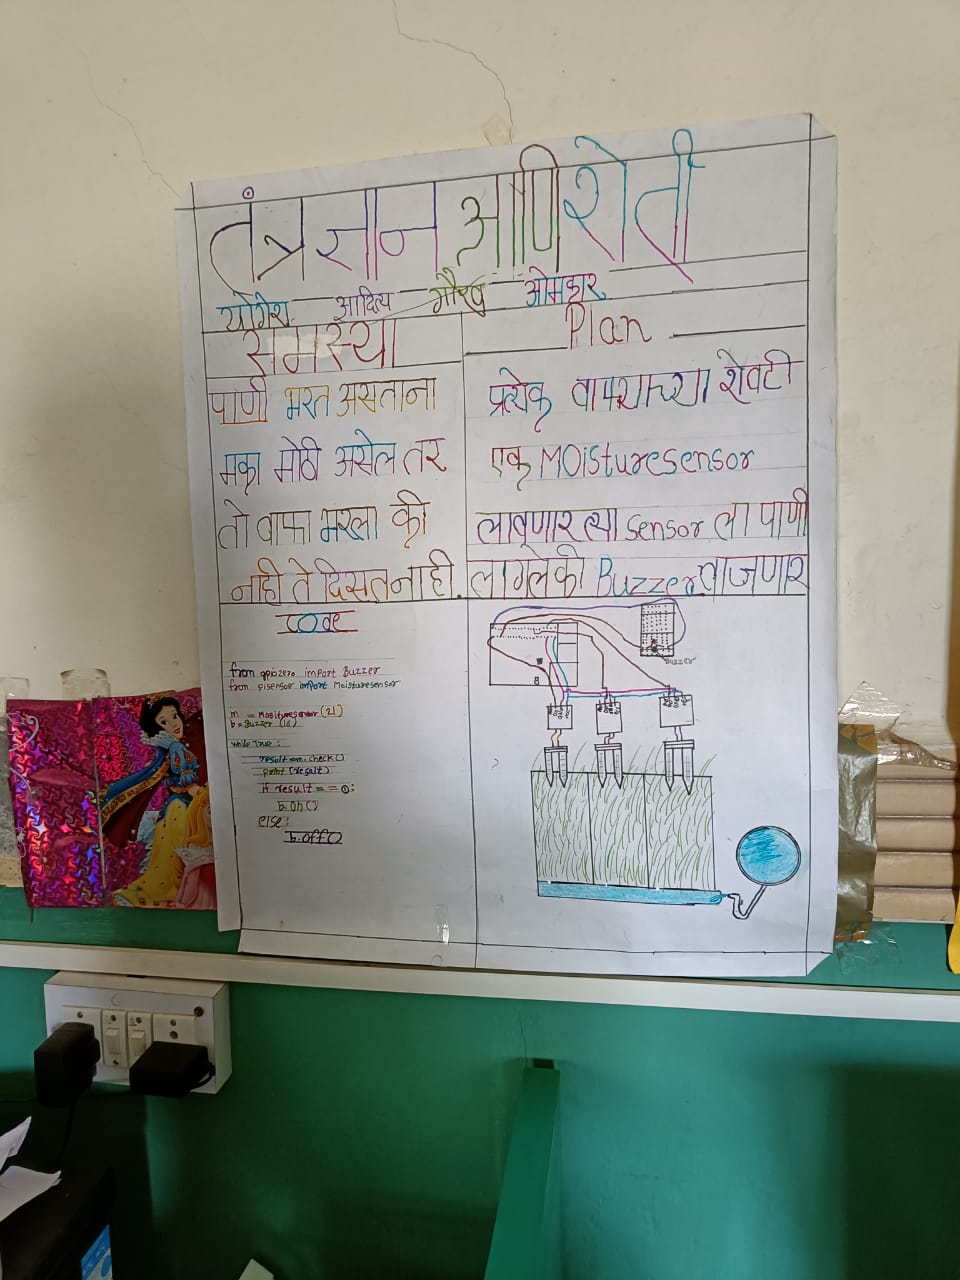 तंत्रज्ञान आणि शेती
योगेश आदित्य गौरव ओमकार
समस्या
पाणी भरत असताना
मका मोठी असेल तर
तो वाफा भरला की
नाही ते दिसत नाही.
Plan
प्रत्येक वाफ्याच्या शेवटी
एक Moisturesensor
लावणार त्या sensor ला पाणी
लागले की Buzzer वाजणार
Code
from gpiozero import Buzzer
from pisensor import Moisturesensor
m = Mosituresensor (21)
b = Buzzer (16)
while True:
result = m.check()
print (result)
if result == 0:
b.on()
else:
b.off()
Buzzer